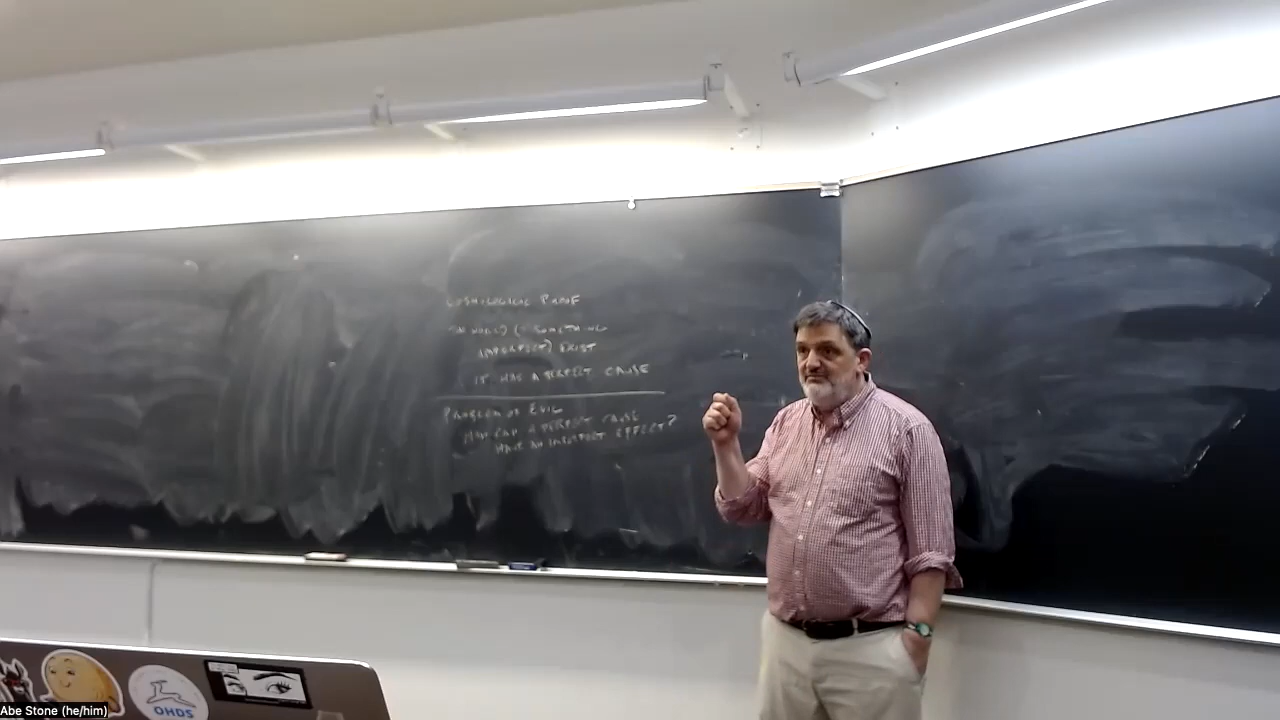 COSMOLOGICAL PROOF
THE WORLD (= SOMETHING
IMPERFECT) EXIST
IT HAS A PERFECT CAUSE
PROBLEM OF EVIL
HOW CAN A PERFECT CAUSE
HAVE AN IMPERFECT EFFECT?
OHDS
Abe Stone (he/him)